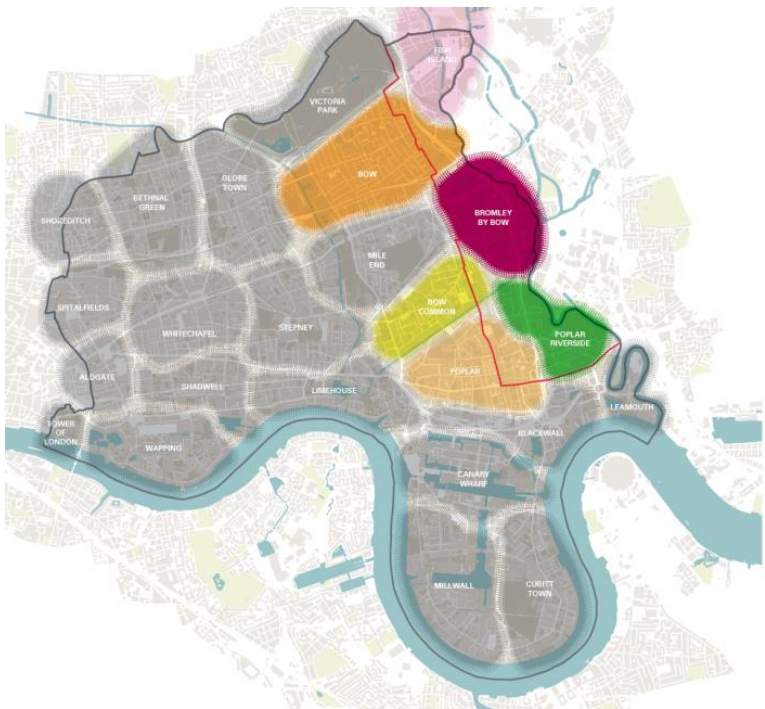 FISH
ISLAND
VICTORIA
PARK
BOW
GLOBE
TOWN
BETHNAL
GREEN
SHOREDITCH
BROMLEY
BY BOW
MILE
END
BOW
COMMON
SPITALFIELDS
WHITECHAPEL
STEPNEY
POPLAR
RIVERSIDE
POPLAR
ALDGATE
SHADWELL
LIMEHOUSE
LEAMOUTH
TOWER
OF
LONDON
WAPPING
BLACKWALL
CANARY
WHARF
MILLWALL
CUBITT
TOWN